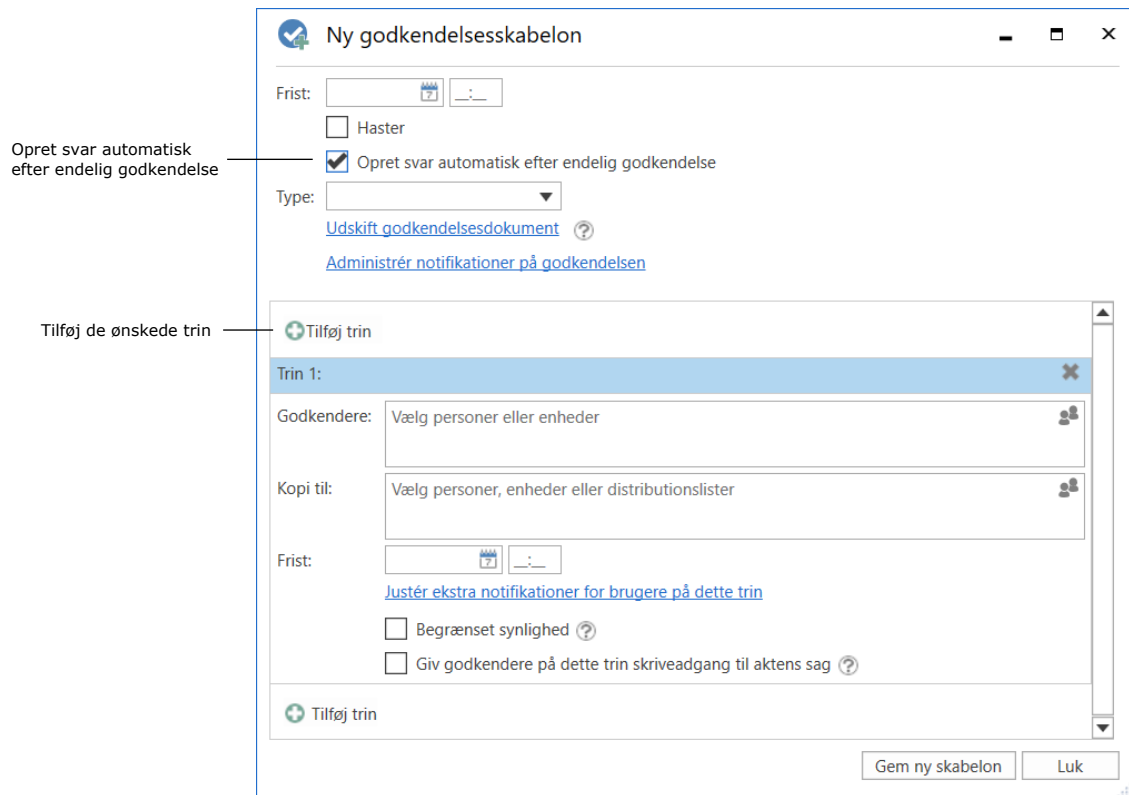 Ny godkendelsesskabelon
Frist:
7
__:__
Haster
Opret svar automatisk
efter endelig godkendelse
Opret svar automatisk efter endelig godkendelse
Type:
Udskift godkendelsesdokument ?
Administrér notifikationer på godkendelsen
Tilføj de ønskede trin
Tilføj trin
Trin 1:
Godkendere: Vælg personer eller enheder
Kopi til: Vælg personer, enheder eller distributionslister
Frist:
7
__:__
Justér ekstra notifikationer for brugere på dette trin
Begrænset synlighed ?
Giv godkendere på dette trin skriveadgang til aktens sag ?
Tilføj trin
Gem ny skabelon Luk